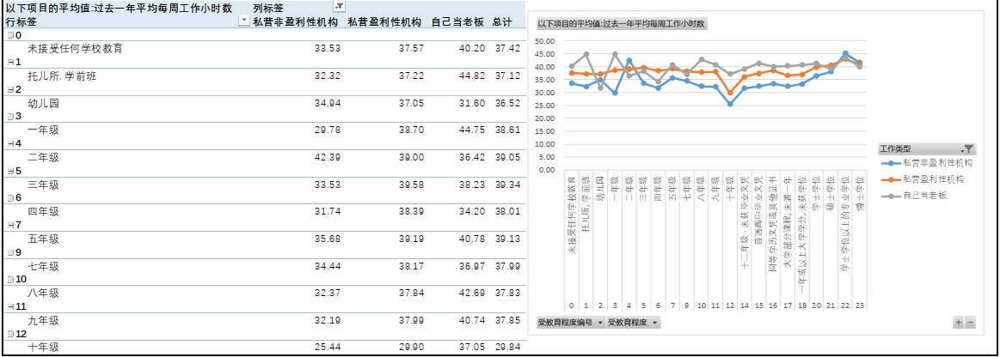 以下项目的平均值:过去一年平均每周工作小时数 列标签
行标签 私营非盈利性机构 私营盈利性机构 自己当老板 总计
0
未接受任何学校教育 33.53 37.57 40.20 37.42
1
托儿所, 学前班 32.32 37.22 44.82 37.12
2
幼儿园 34.94 37.05 31.60 36.52
3
一年级 29.78 38.70 44.75 38.61
4
二年级 42.39 39.00 36.42 39.05
5
三年级 33.53 39.58 38.23 39.34
6
四年级 31.74 38.39 34.20 38.01
7
五年级 35.68 39.19 40.78 39.13
9
七年级 34.44 38.17 36.97 37.99
10
八年级 32.37 37.84 42.69 37.83
11
九年级 32.19 37.99 40.74 37.85
12
十年级 25.44 29.90 37.05 29.84
以下项目的平均值:过去一年平均每周工作小时数
50.00
45.00
40.00
35.00
30.00
25.00
20.00
15.00
10.00
5.00
0.00
未接受任何学校教育
托儿所, 学前班
幼儿园
一年级
二年级
三年级
四年级
五年级
七年级
八年级
九年级
十年级
十二年级 - 未获毕业文凭
普通高中毕业文凭
同等学历文凭或其他证书
大学部分课程, 未满一年
一年或以上大学学分, 未获学位
学士学位
硕士学位
学士学位以上的专业学位
博士学位
0 1 2 3 4 5 6 7 9 10 11 12 14 15 16 17 18 20 21 22 23
工作类型
私营非盈利性机构
私营盈利性机构
自己当老板
受教育程度编号 受教育程度